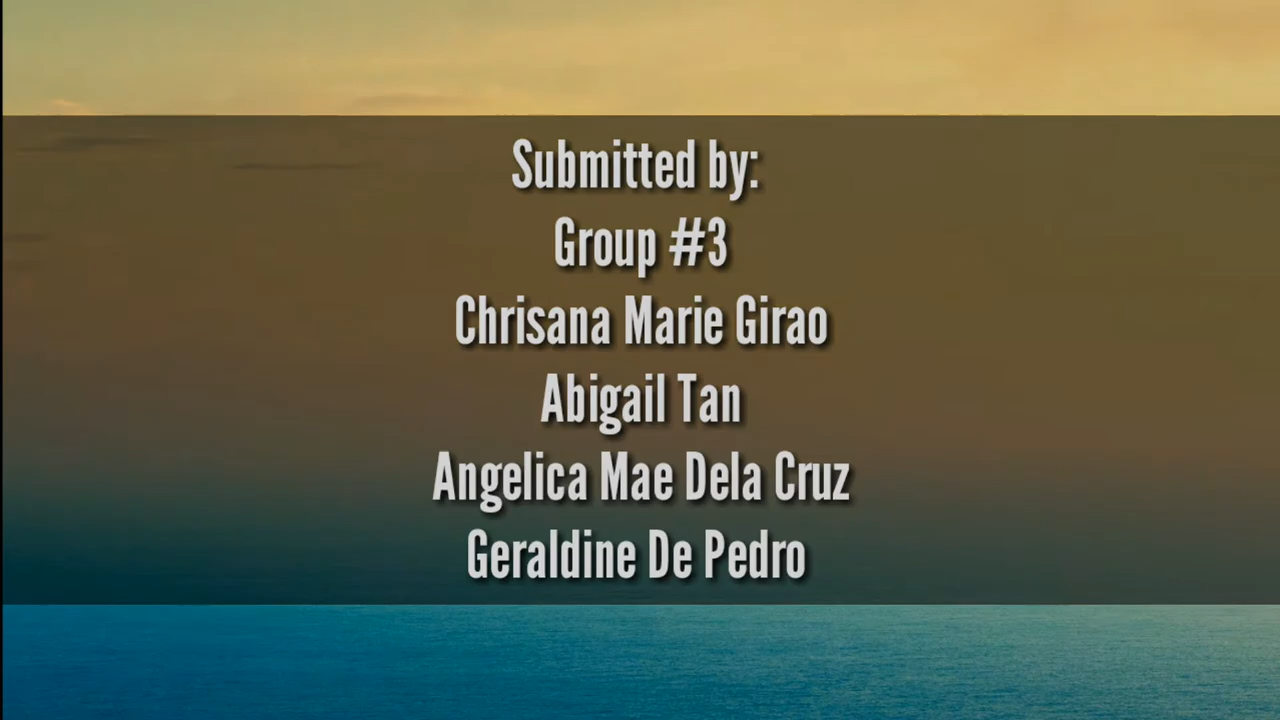 Submitted by:
Group #3
Chrisana Marie Girao
Abigail Tan
Angelica Mae Dela Cruz
Geraldine De Pedro